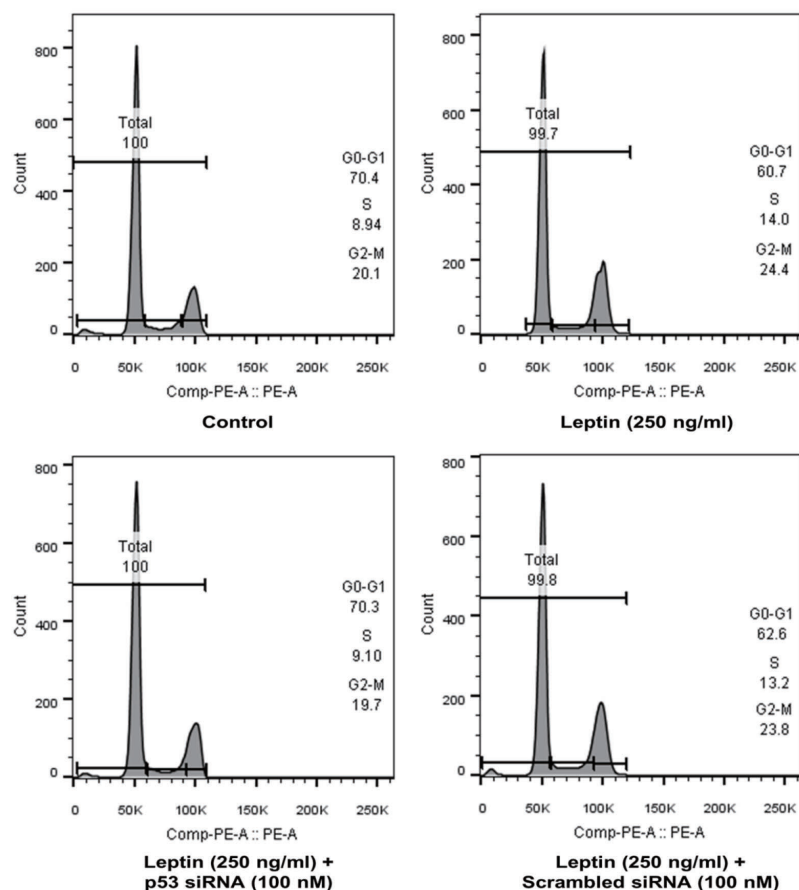 800
600
400
200
0
Count
Total
100
G0-G1
70.4
S
8.94
G2-M
20.1
0 50K 100K 150K 200K 250K
Comp-PE-A :: PE-A
Control
800
600
400
200
0
Count
Total
99.7
G0-G1
60.7
S
14.0
G2-M
24.4
0 50K 100K 150K 200K 250K
Comp-PE-A :: PE-A
Leptin (250 ng/ml)
800
600
400
200
0
Count
Total
100
G0-G1
70.3
S
9.10
G2-M
19.7
0 50K 100K 150K 200K 250K
Comp-PE-A :: PE-A
Leptin (250 ng/ml) +
p53 siRNA (100 nM)
800
600
400
200
0
Count
Total
99.8
G0-G1
62.6
S
13.2
G2-M
23.8
0 50K 100K 150K 200K 250K
Comp-PE-A :: PE-A
Leptin (250 ng/ml) +
Scrambled siRNA (100 nM)